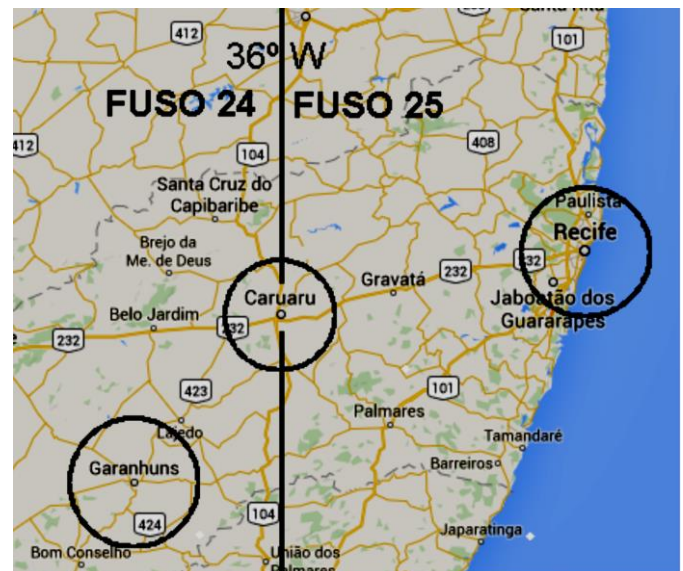 Santa Rita
412
101
36º W
FUSO 24
FUSO 25
412
104
408
Santa Cruz do
Capibaribe
Paulista
Recife
Brejo da
Me. de Deus
232
232
Gravatá
Caruaru
Jaboatão dos
Guararapes
Belo Jardim
232
232
423
101
Palmares
Lajedo
Tamandaré
Garanhuns
Barreiros
424
104
Japaratinga
Bom Conselho
União dos
Palmares